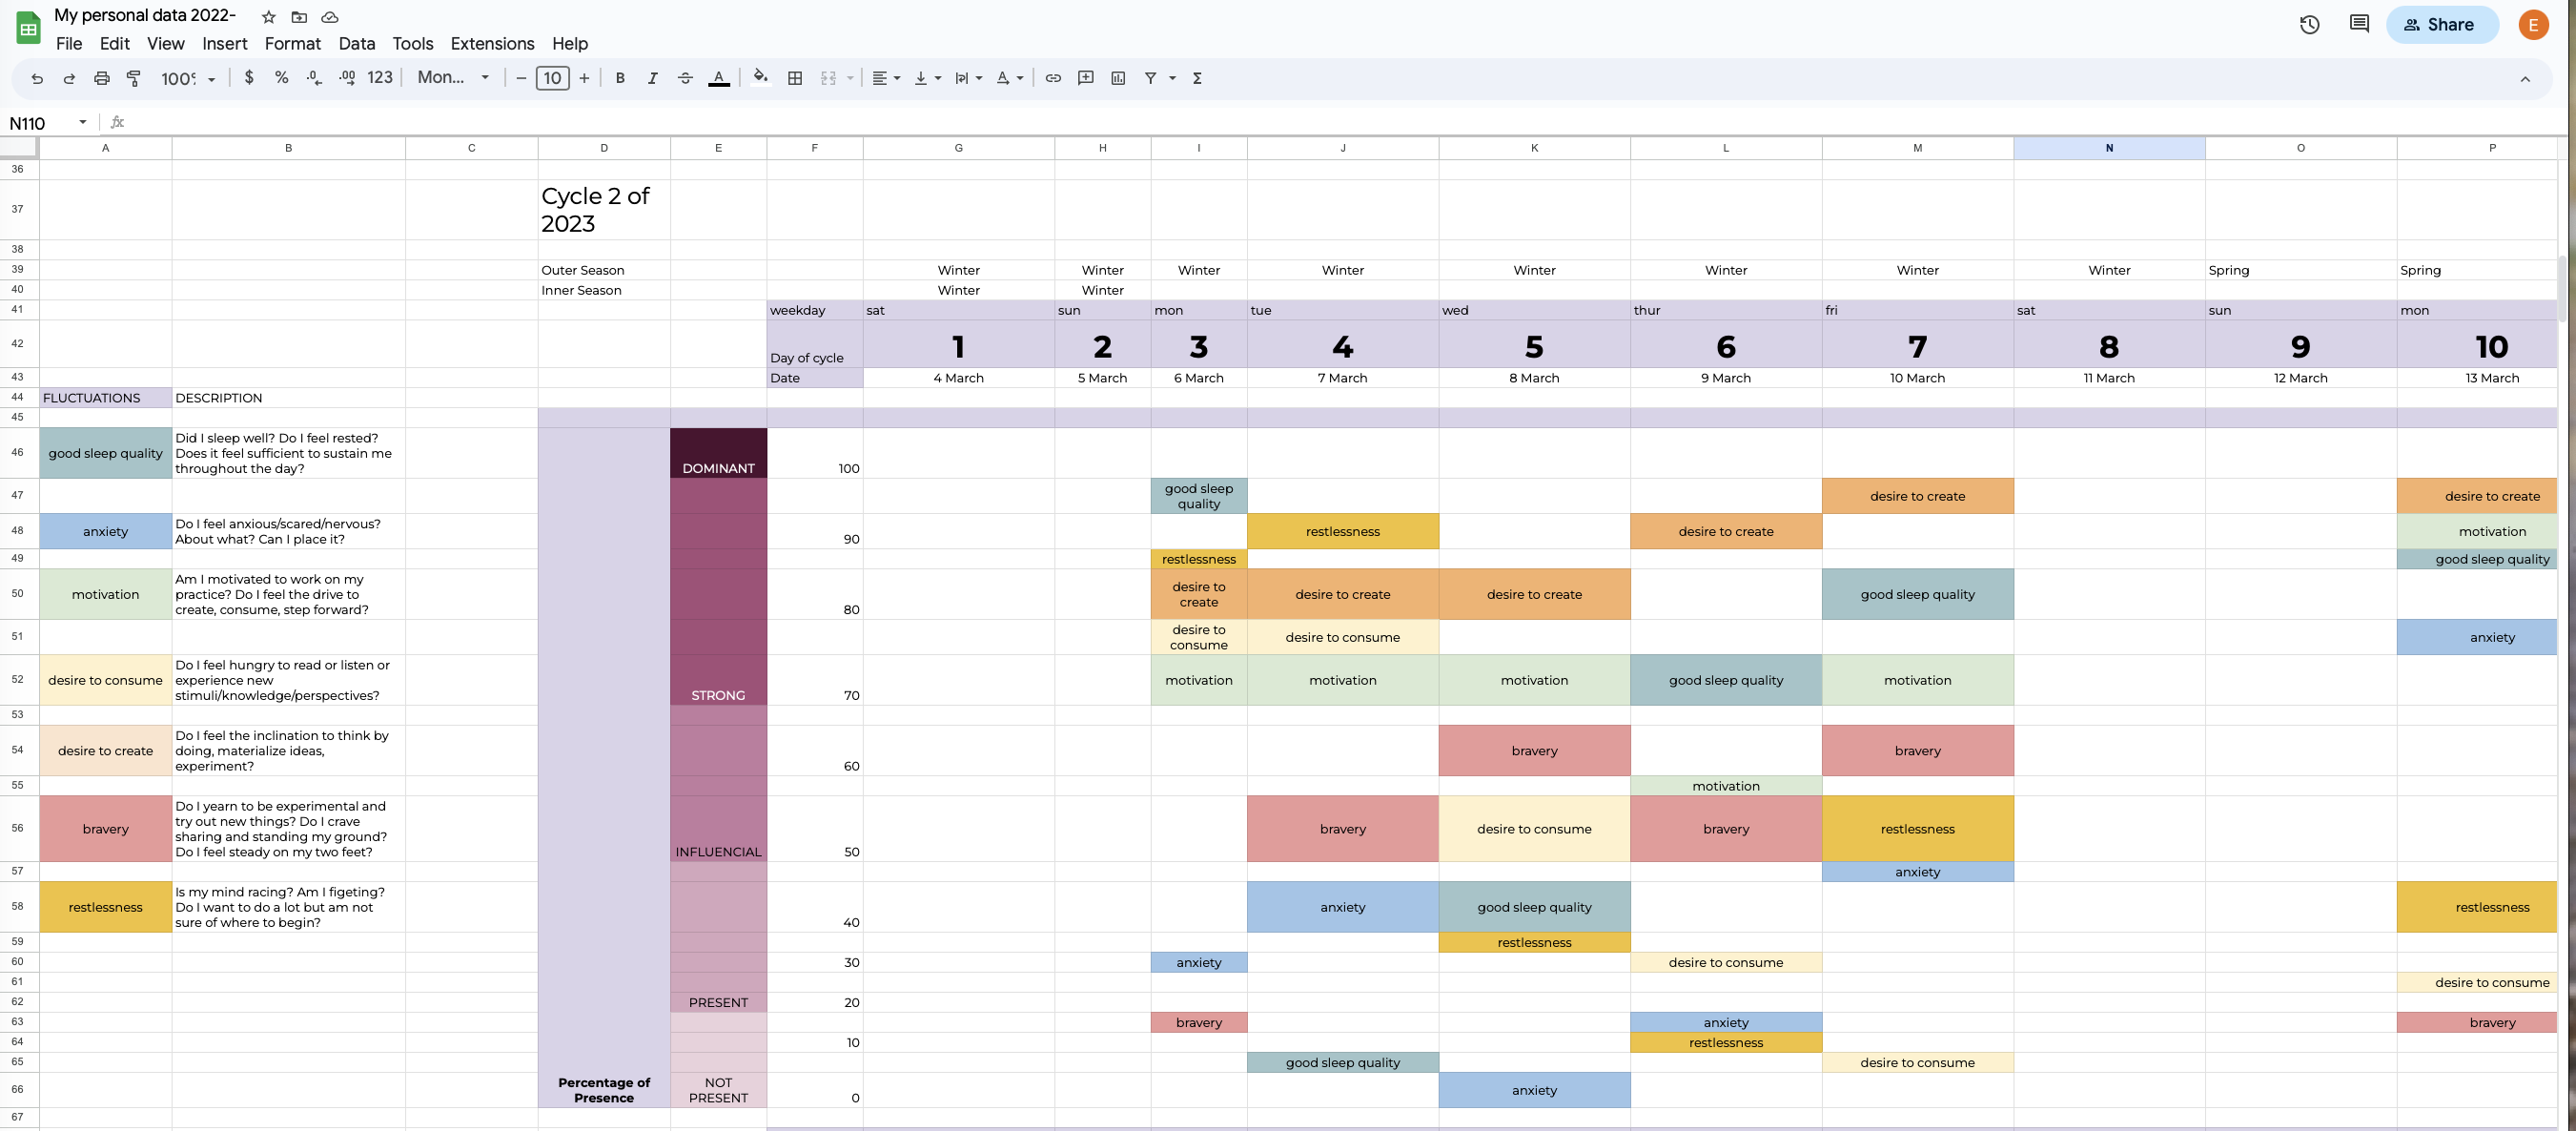 My personal data 2022-
File Edit View Insert Format Data Tools Extensions Help
Share
E
100% $ % .0 .00 123 Mon... 10 B I A
N110
A B C D E F G H I J K L M N O P
36
37 Cycle 2 of
2023
38
39 Outer Season Winter Winter Winter Winter Winter Winter Winter Winter Spring Spring
40 Inner Season Winter Winter
41 weekday sat sun mon tue wed thur fri sat sun mon
42 Day of cycle 1 2 3 4 5 6 7 8 9 10
43 Date 4 March 5 March 6 March 7 March 8 March 9 March 10 March 11 March 12 March 13 March
44 FLUCTUATIONS DESCRIPTION
45
46 good sleep quality Did I sleep well? Do I feel rested?
Does it feel sufficient to sustain me
throughout the day?
DOMINANT 100
47 good sleep
quality
desire to create desire to create
48 anxiety Do I feel anxious/scared/nervous?
About what? Can I place it?
90 restlessness desire to create motivation
49 restlessness good sleep quality
50 motivation Am I motivated to work on my
practice? Do I feel the drive to
create, consume, step forward?
80 desire to
create
desire to create desire to create good sleep quality
51 desire to
consume
desire to consume anxiety
52 desire to consume Do I feel hungry to read or listen or
experience new
stimuli/knowledge/perspectives?
STRONG 70 motivation motivation motivation good sleep quality motivation
53
54 desire to create Do I feel the inclination to think by
doing, materialize ideas,
experiment?
60 bravery bravery
55 motivation
56 bravery Do I yearn to be experimental and
try out new things? Do I crave
sharing and standing my ground?
Do I feel steady on my two feet?
INFLUENCIAL 50 bravery desire to consume bravery restlessness
57 anxiety
58 restlessness Is my mind racing? Am I figeting?
Do I want to do a lot but am not
sure of where to begin?
40 anxiety good sleep quality restlessness
59 restlessness
60 30 anxiety desire to consume
61 desire to consume
62 PRESENT 20
63 bravery anxiety bravery
64 10 restlessness
65 good sleep quality desire to consume
66 Percentage of
Presence
NOT
PRESENT
0 anxiety
67